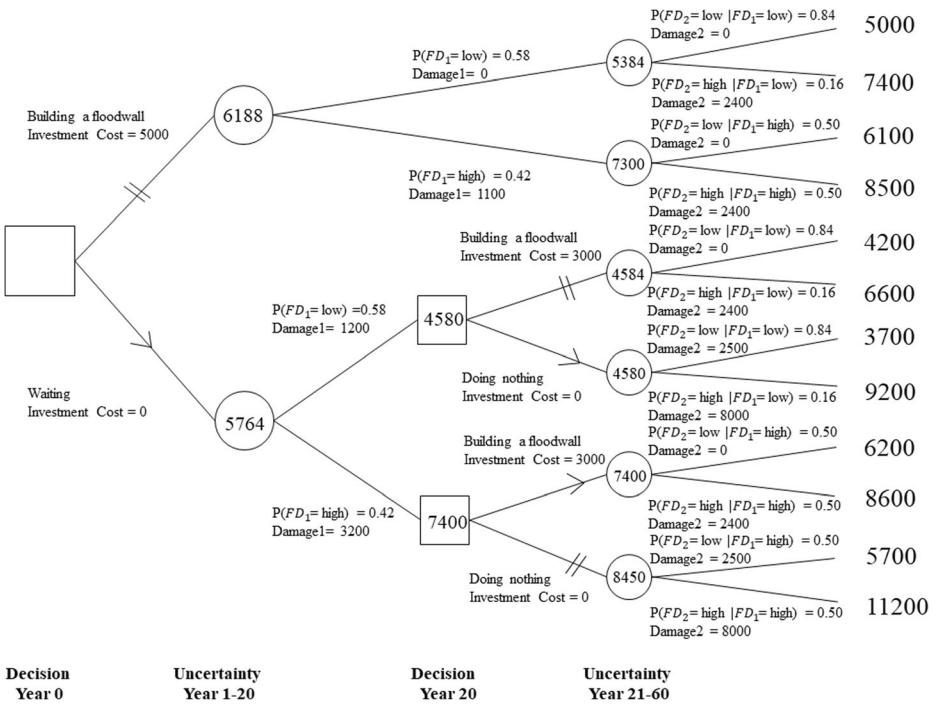 P(FD₂= low |FD₁= low) = 0.84
Damage2 = 0
5000
P(FD₁= low) = 0.58
Damage1= 0
5384
P(FD₂= high |FD₁= low) = 0.16
Damage2 = 2400
7400
Building a floodwall
Investment Cost = 5000
6188
P(FD₂= low |FD₁= high) = 0.50
Damage2 = 0
6100
7300
P(FD₁= high) = 0.42
Damage1= 1100
P(FD₂= high |FD₁= high) = 0.50
Damage2 = 2400
8500
Building a floodwall
Investment Cost = 3000
P(FD₂= low |FD₁= low) = 0.84
Damage2 = 0
4200
4584
P(FD₂= high |FD₁= low) = 0.16
Damage2 = 2400
6600
P(FD₁= low) =0.58
Damage1= 1200
4580
P(FD₂= low |FD₁= low) = 0.84
Damage2 = 2500
3700
Doing nothing
Investment Cost = 0
4580
P(FD₂= high |FD₁= low) = 0.16
Damage2 = 8000
9200
Waiting
Investment Cost = 0
5764
Building a floodwall
Investment Cost = 3000
P(FD₂= low |FD₁= high) = 0.50
Damage2 = 0
6200
7400
P(FD₂= high |FD₁= high) = 0.50
Damage2 = 2400
8600
P(FD₁= high) = 0.42
Damage1= 3200
7400
P(FD₂= low |FD₁= high) = 0.50
Damage2 = 2500
5700
Doing nothing
Investment Cost = 0
8450
P(FD₂= high |FD₁= high) = 0.50
Damage2 = 8000
11200
Decision
Year 0
Uncertainty
Year 1-20
Decision
Year 20
Uncertainty
Year 21-60